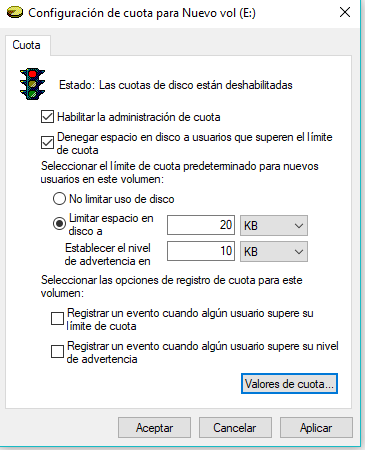 Configuración de cuota para Nuevo vol (E:)
Cuota
Estado: Las cuotas de disco están deshabilitadas
Habilitar la administración de cuota
Denegar espacio en disco a usuarios que superen el límite
de cuota
Seleccionar el límite de cuota predeterminado para nuevos
usuarios en este volumen:
No limitar uso de disco
Limitar espacio en
disco a
20 KB
Establecer el nivel
de advertencia en
10 KB
Seleccionar las opciones de registro de cuota para este
volumen:
Registrar un evento cuando algún usuario supere su
límite de cuota
Registrar un evento cuando algún usuario supere su nivel
de advertencia
Valores de cuota...
Aceptar Cancelar Aplicar